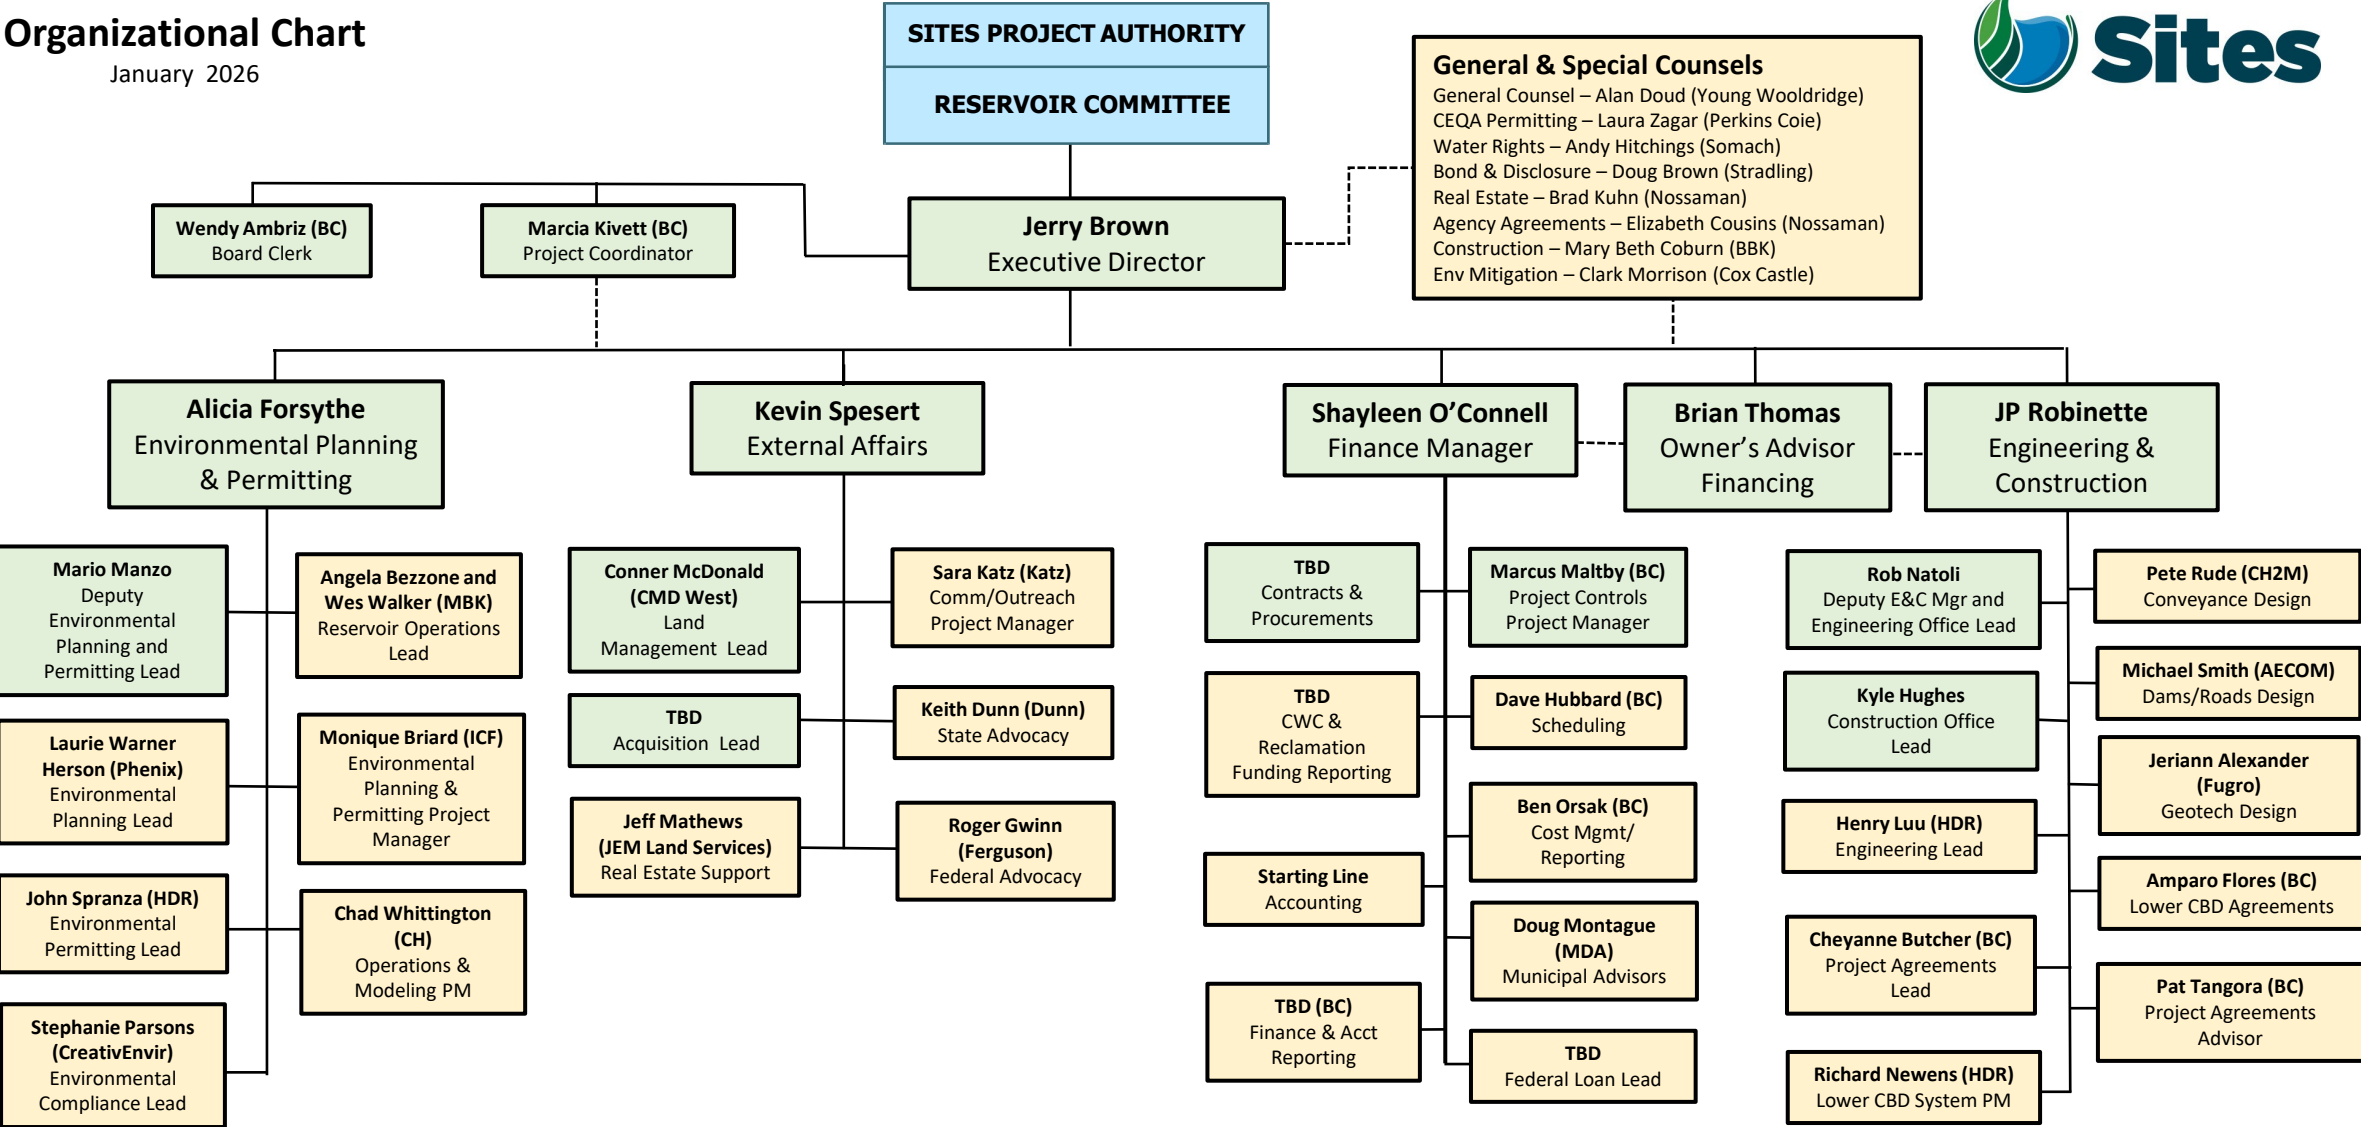 Organizational Chart
January 2026
SITES PROJECT AUTHORITY
RESERVOIR COMMITTEE
General & Special Counsels
General Counsel – Alan Doud (Young Wooldridge)
CEQA Permitting – Laura Zagar (Perkins Coie)
Water Rights – Andy Hitchings (Somach)
Bond & Disclosure – Doug Brown (Stradling)
Real Estate – Brad Kuhn (Nossaman)
Agency Agreements – Elizabeth Cousins (Nossaman)
Construction – Mary Beth Coburn (BBK)
Env Mitigation – Clark Morrison (Cox Castle)
Sites
Wendy Ambriz (BC)
Board Clerk
Marcia Kivett (BC)
Project Coordinator
Jerry Brown
Executive Director
Alicia Forsythe
Environmental Planning
& Permitting
Kevin Spesert
External Affairs
Shayleen O’Connell
Finance Manager
Brian Thomas
Owner’s Advisor
Financing
JP Robinette
Engineering &
Construction
Mario Manzo
Deputy
Environmental
Planning and
Permitting Lead
Angela Bezzone and
Wes Walker (MBK)
Reservoir Operations
Lead
Laurie Warner
Herson (Phenix)
Environmental
Planning Lead
Monique Briard (ICF)
Environmental
Planning &
Permitting Project
Manager
John Spranza (HDR)
Environmental
Permitting Lead
Chad Whittington
(CH)
Operations &
Modeling PM
Stephanie Parsons
(CreativEnvir)
Environmental
Compliance Lead
Conner McDonald
(CMD West)
Land
Management Lead
Sara Katz (Katz)
Comm/Outreach
Project Manager
TBD
Acquisition Lead
Keith Dunn (Dunn)
State Advocacy
Jeff Mathews
(JEM Land Services)
Real Estate Support
Roger Gwinn
(Ferguson)
Federal Advocacy
TBD
Contracts &
Procurements
Marcus Maltby (BC)
Project Controls
Project Manager
TBD
CWC &
Reclamation
Funding Reporting
Dave Hubbard (BC)
Scheduling
Ben Orsak (BC)
Cost Mgmt/
Reporting
Starting Line
Accounting
Doug Montague
(MDA)
Municipal Advisors
TBD (BC)
Finance & Acct
Reporting
TBD
Federal Loan Lead
Rob Natoli
Deputy E&C Mgr and
Engineering Office Lead
Pete Rude (CH2M)
Conveyance Design
Kyle Hughes
Construction Office
Lead
Michael Smith (AECOM)
Dams/Roads Design
Jeriann Alexander
(Fugro)
Geotech Design
Henry Luu (HDR)
Engineering Lead
Amparo Flores (BC)
Lower CBD Agreements
Cheyanne Butcher (BC)
Project Agreements
Lead
Pat Tangora (BC)
Project Agreements
Advisor
Richard Newens (HDR)
Lower CBD System PM